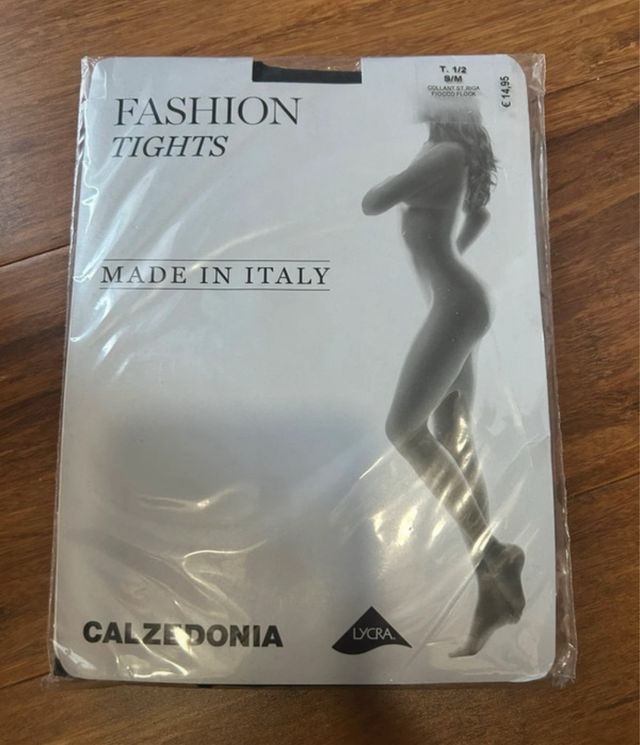 FASHION
TIGHTS
T. 1/2
S/M
COLLANT ST.RIGA
FIOCCO FLOCK
€ 14,95
MADE IN ITALY
CALZEDONIA
LYCRA